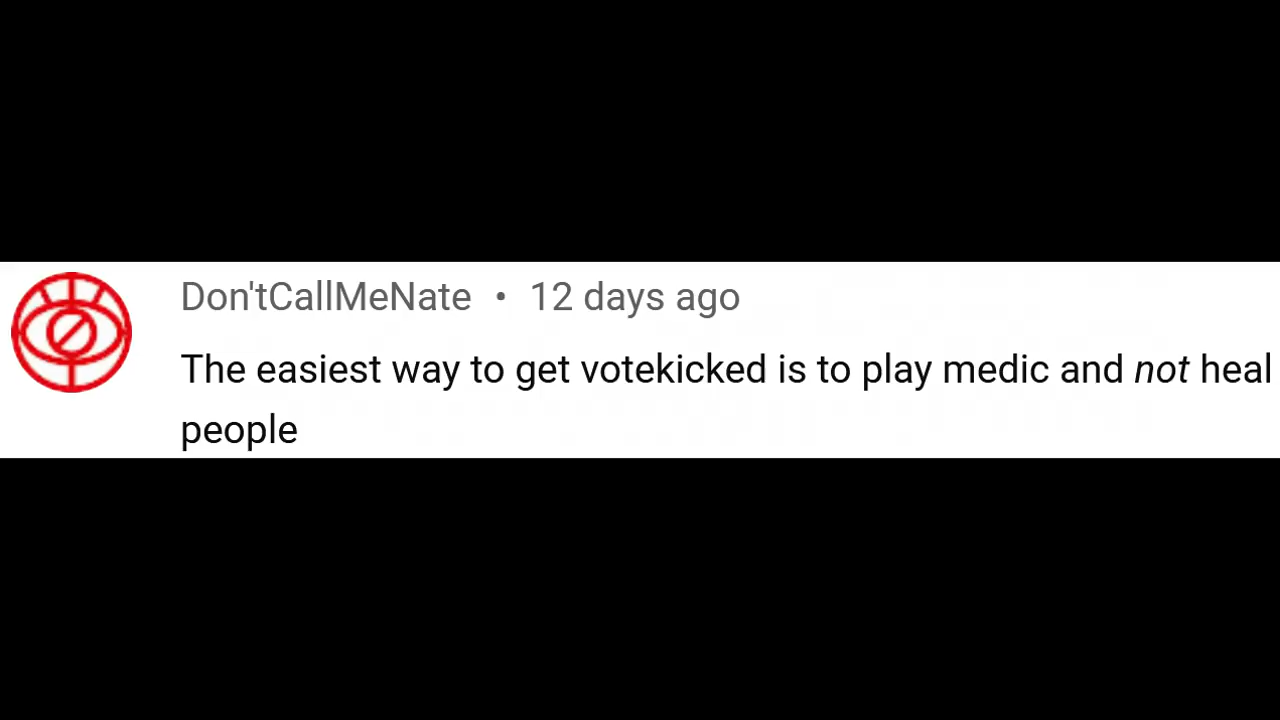 Don'tCallMeNate • 12 days ago
The easiest way to get votekicked is to play medic and not heal
people